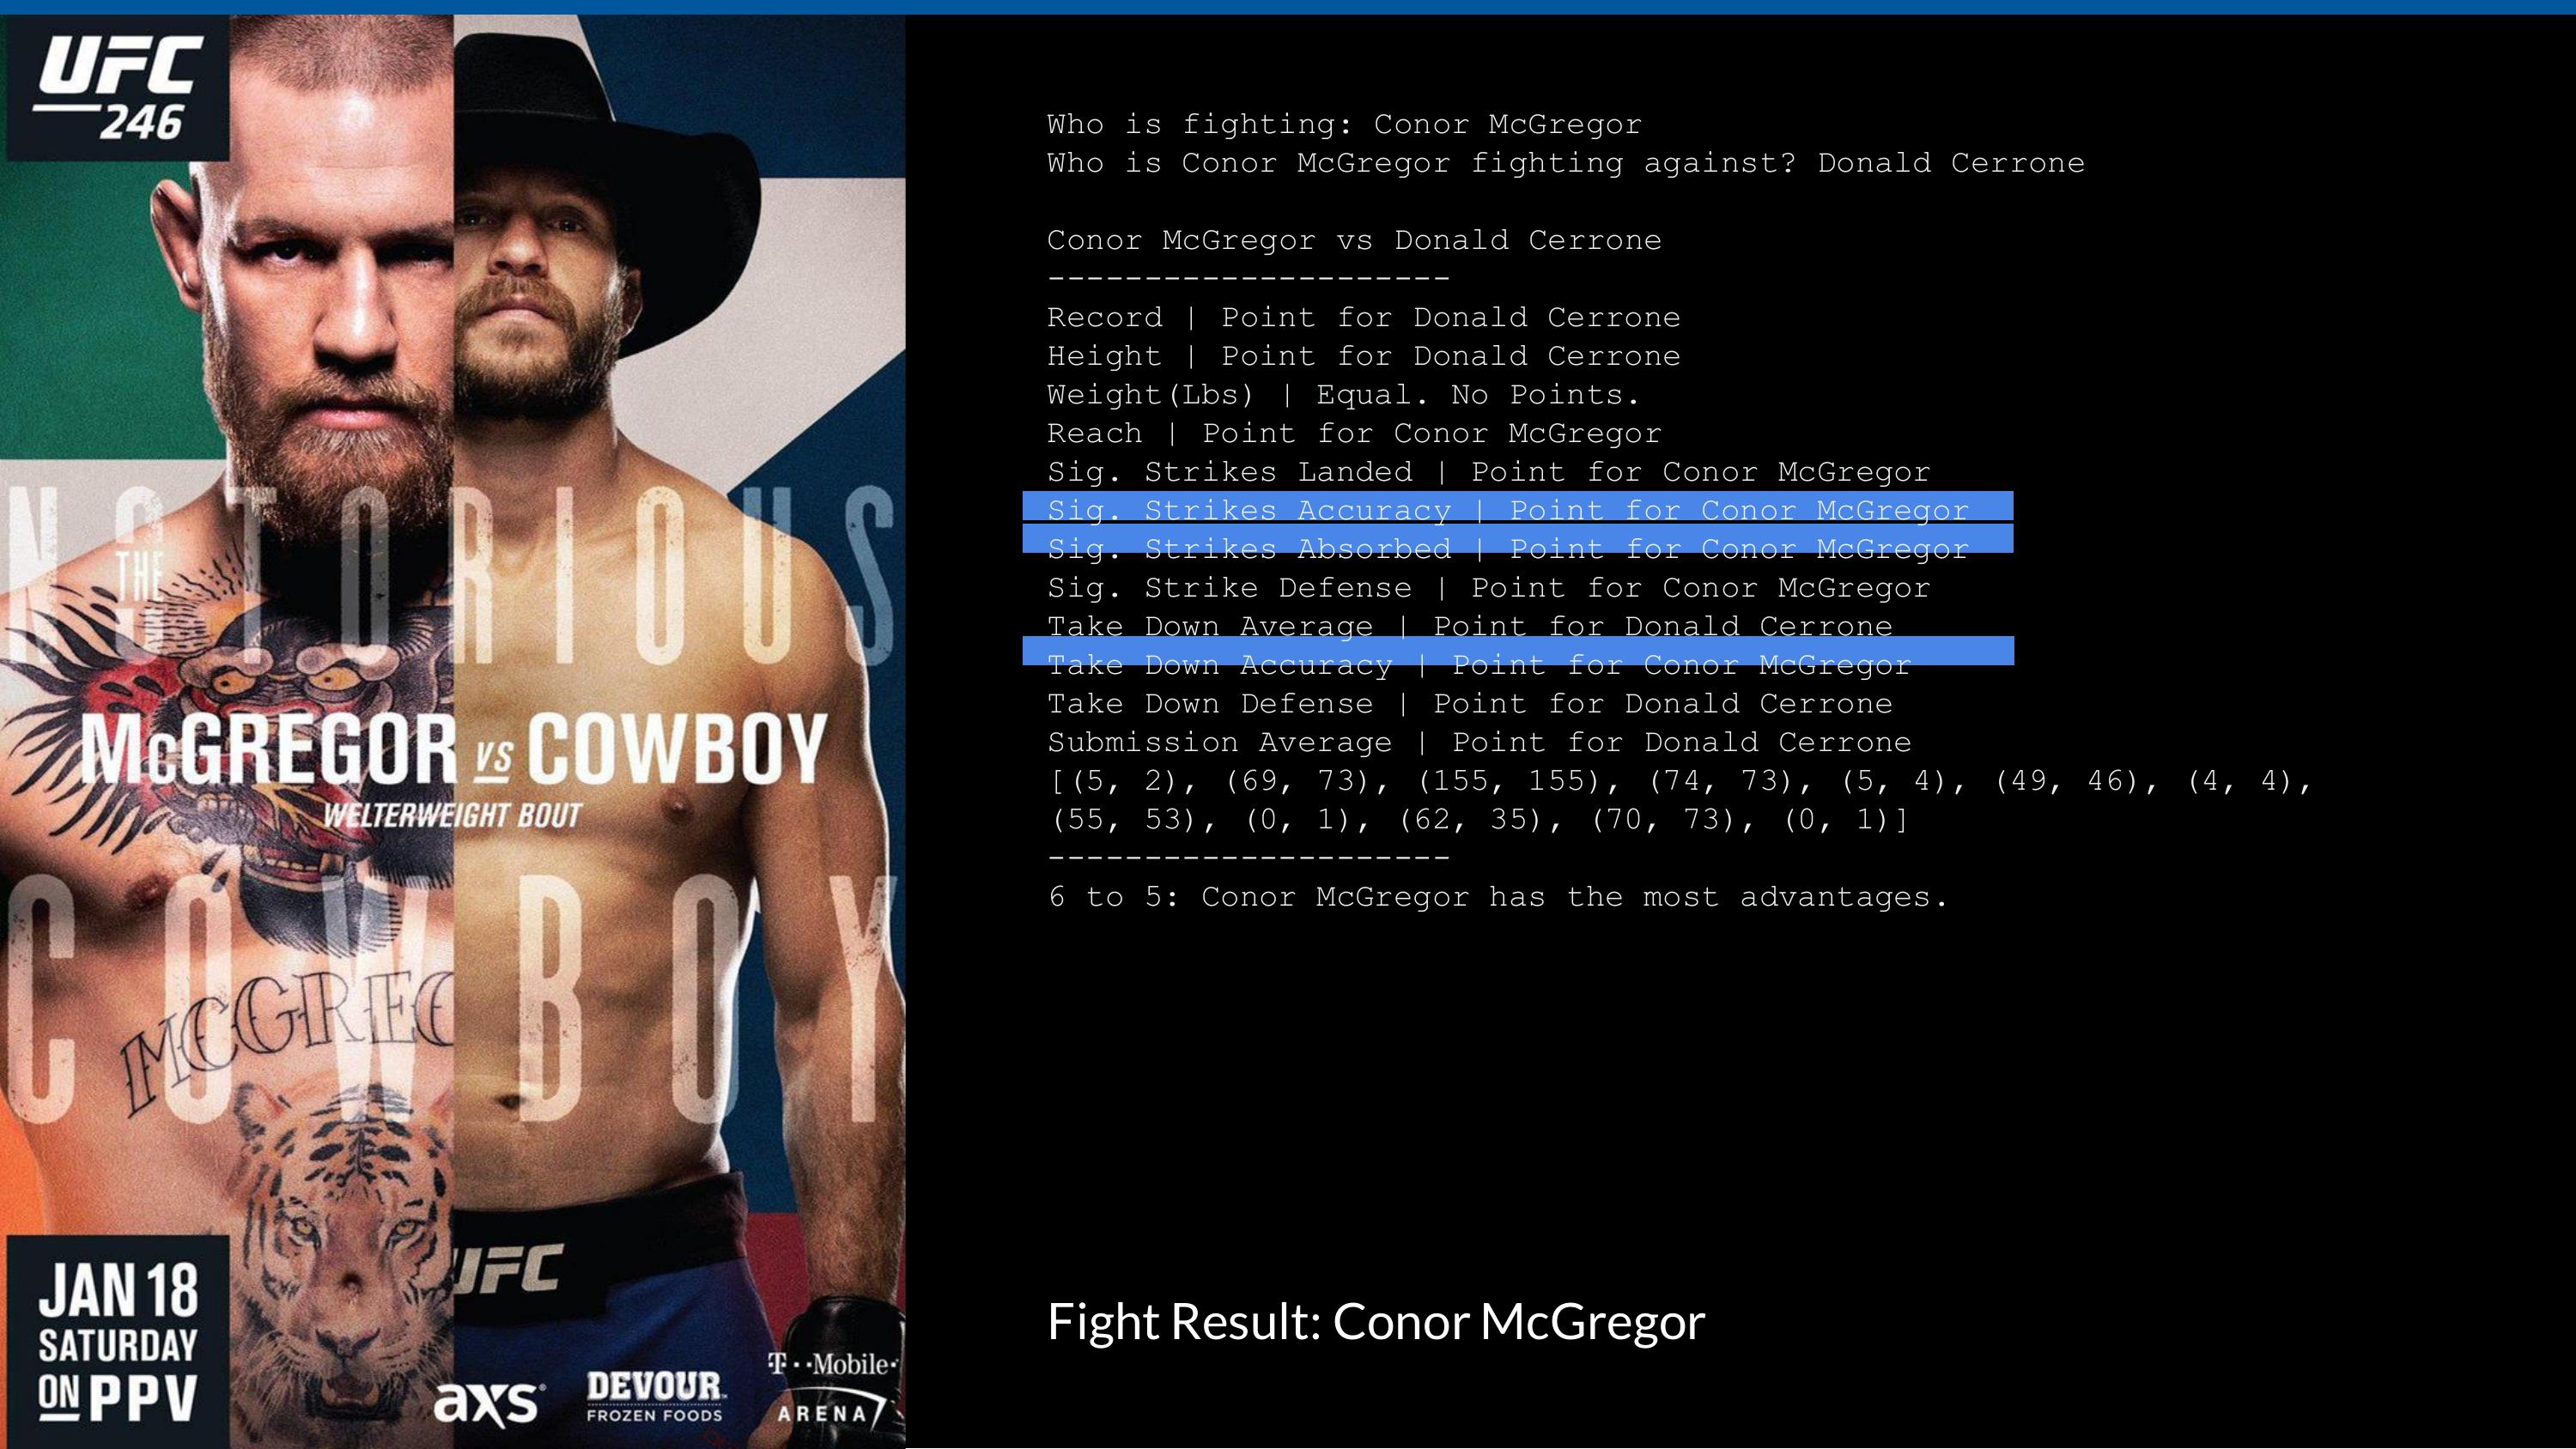 UFC
246
NOTORIOUS
THE
McGREGOR VS COWBOY
WELTERWEIGHT BOUT
COWBOY
MCGREG
UFC
JAN 18
SATURDAY
ON PPV
axs
DEVOUR
FROZEN FOODS
T··Mobile·
ARENA
Who is fighting: Conor McGregor
Who is Conor McGregor fighting against? Donald Cerrone
Conor McGregor vs Donald Cerrone
---------------------
Record | Point for Donald Cerrone
Height | Point for Donald Cerrone
Weight(Lbs) | Equal. No Points.
Reach | Point for Conor McGregor
Sig. Strikes Landed | Point for Conor McGregor
Sig. Strikes Accuracy | Point for Conor McGregor
Sig. Strikes Absorbed | Point for Conor McGregor
Sig. Strike Defense | Point for Conor McGregor
Take Down Average | Point for Donald Cerrone
Take Down Accuracy | Point for Conor McGregor
Take Down Defense | Point for Donald Cerrone
Submission Average | Point for Donald Cerrone
[(5, 2), (69, 73), (155, 155), (74, 73), (5, 4), (49, 46), (4, 4),
(55, 53), (0, 1), (62, 35), (70, 73), (0, 1)]
---------------------
6 to 5: Conor McGregor has the most advantages.
Fight Result: Conor McGregor